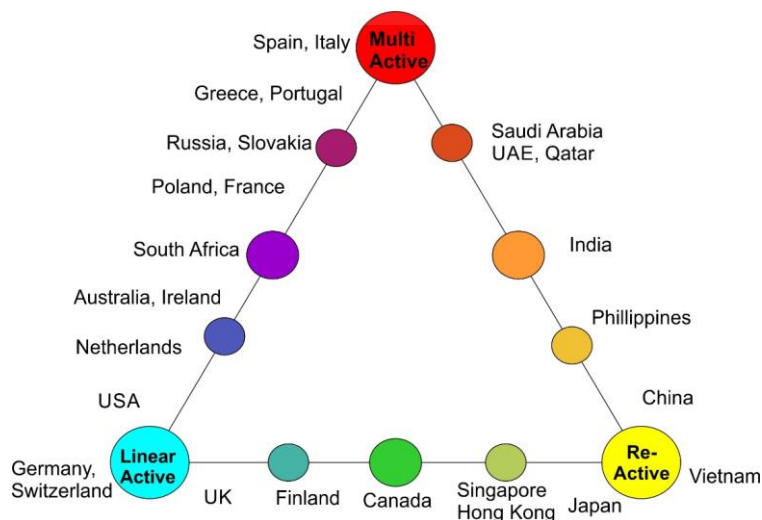 Spain, Italy
Multi
Active
Greece, Portugal
Russia, Slovakia
Saudi Arabia
UAE, Qatar
Poland, France
South Africa
India
Australia, Ireland
Phillippines
Netherlands
USA
China
Germany,
Switzerland
Linear
Active
UK
Finland
Canada
Singapore
Hong Kong
Japan
Re-
Active
Vietnam